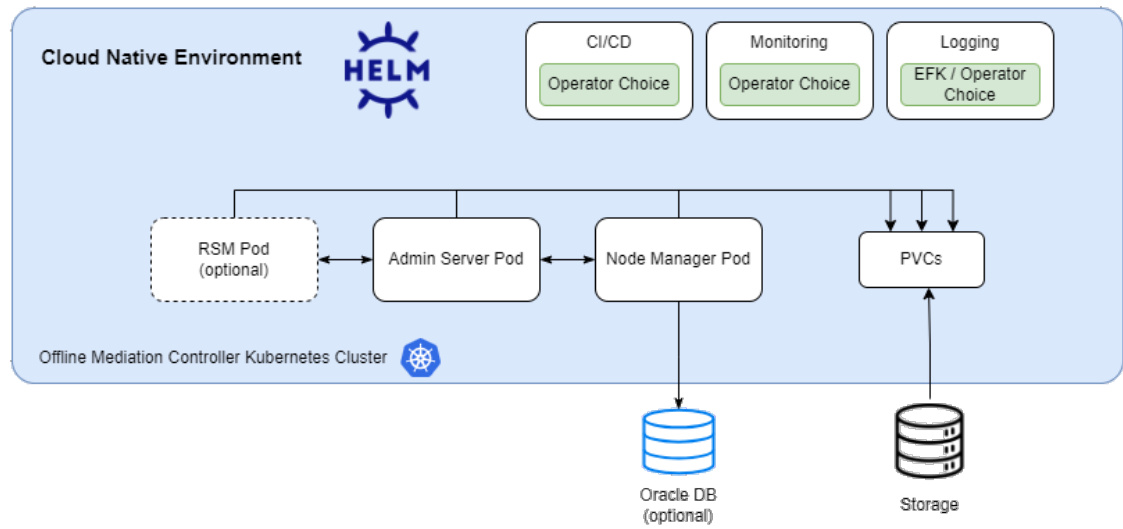 Cloud Native Environment
HELM
CI/CD
Operator Choice
Monitoring
Operator Choice
Logging
EFK / Operator
Choice
RSM Pod
(optional)
Admin Server Pod
Node Manager Pod
PVCs
Offline Mediation Controller Kubernetes Cluster
Oracle DB
(optional)
Storage